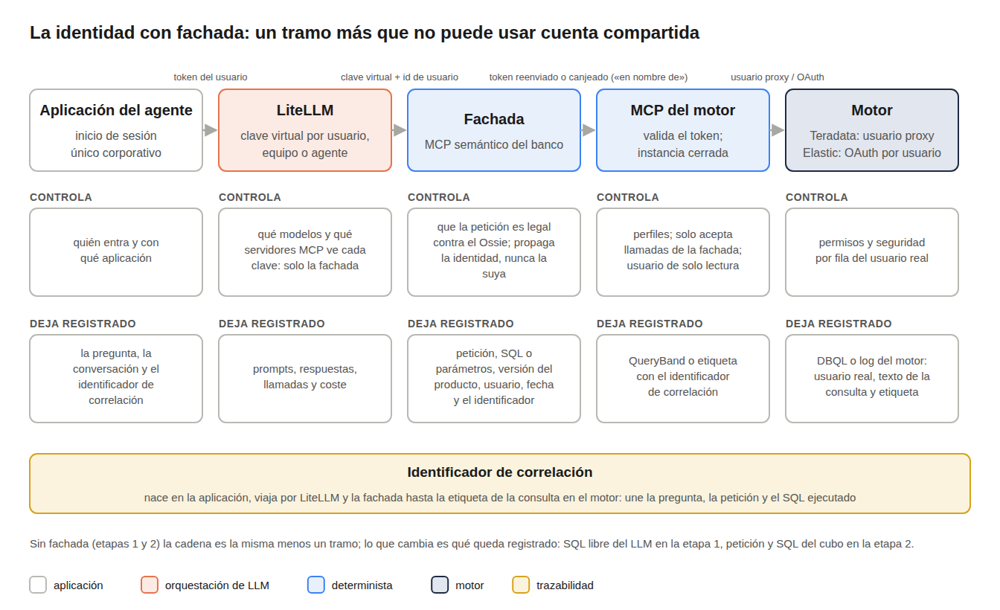 La identidad con fachada: un tramo más que no puede usar cuenta compartida
token del usuario
clave virtual + id de usuario
token reenviado o canjeado («en nombre de»)
usuario proxy / OAuth
Aplicación del agente
inicio de sesión
único corporativo
LiteLLM
clave virtual por usuario,
equipo o agente
Fachada
MCP semántico del banco
MCP del motor
valida el token;
instancia cerrada
Motor
Teradata: usuario proxy
Elastic: OAuth por usuario
CONTROLA
quién entra y con
qué aplicación
CONTROLA
qué modelos y qué
servidores MCP ve cada
clave: solo la fachada
CONTROLA
que la petición es legal
contra el Ossie; propaga
la identidad, nunca la
suya
CONTROLA
perfiles; solo acepta
llamadas de la fachada;
usuario de solo lectura
CONTROLA
permisos y seguridad
por fila del usuario real
DEJA REGISTRADO
la pregunta, la
conversación y el
identificador de
correlación
DEJA REGISTRADO
prompts, respuestas,
llamadas y coste
DEJA REGISTRADO
petición, SQL o
parámetros, versión del
producto, usuario, fecha
y el identificador
DEJA REGISTRADO
QueryBand o etiqueta
con el identificador
de correlación
DEJA REGISTRADO
DBQL o log del motor:
usuario real, texto de la
consulta y etiqueta
Identificador de correlación
nace en la aplicación, viaja por LiteLLM y la fachada hasta la etiqueta de la consulta en el motor: une la pregunta, la petición y el SQL ejecutado
Sin fachada (etapas 1 y 2) la cadena es la misma menos un tramo; lo que cambia es qué queda registrado: SQL libre del LLM en la etapa 1, petición y SQL del cubo en la etapa 2.
aplicación
orquestación de LLM
determinista
motor
trazabilidad